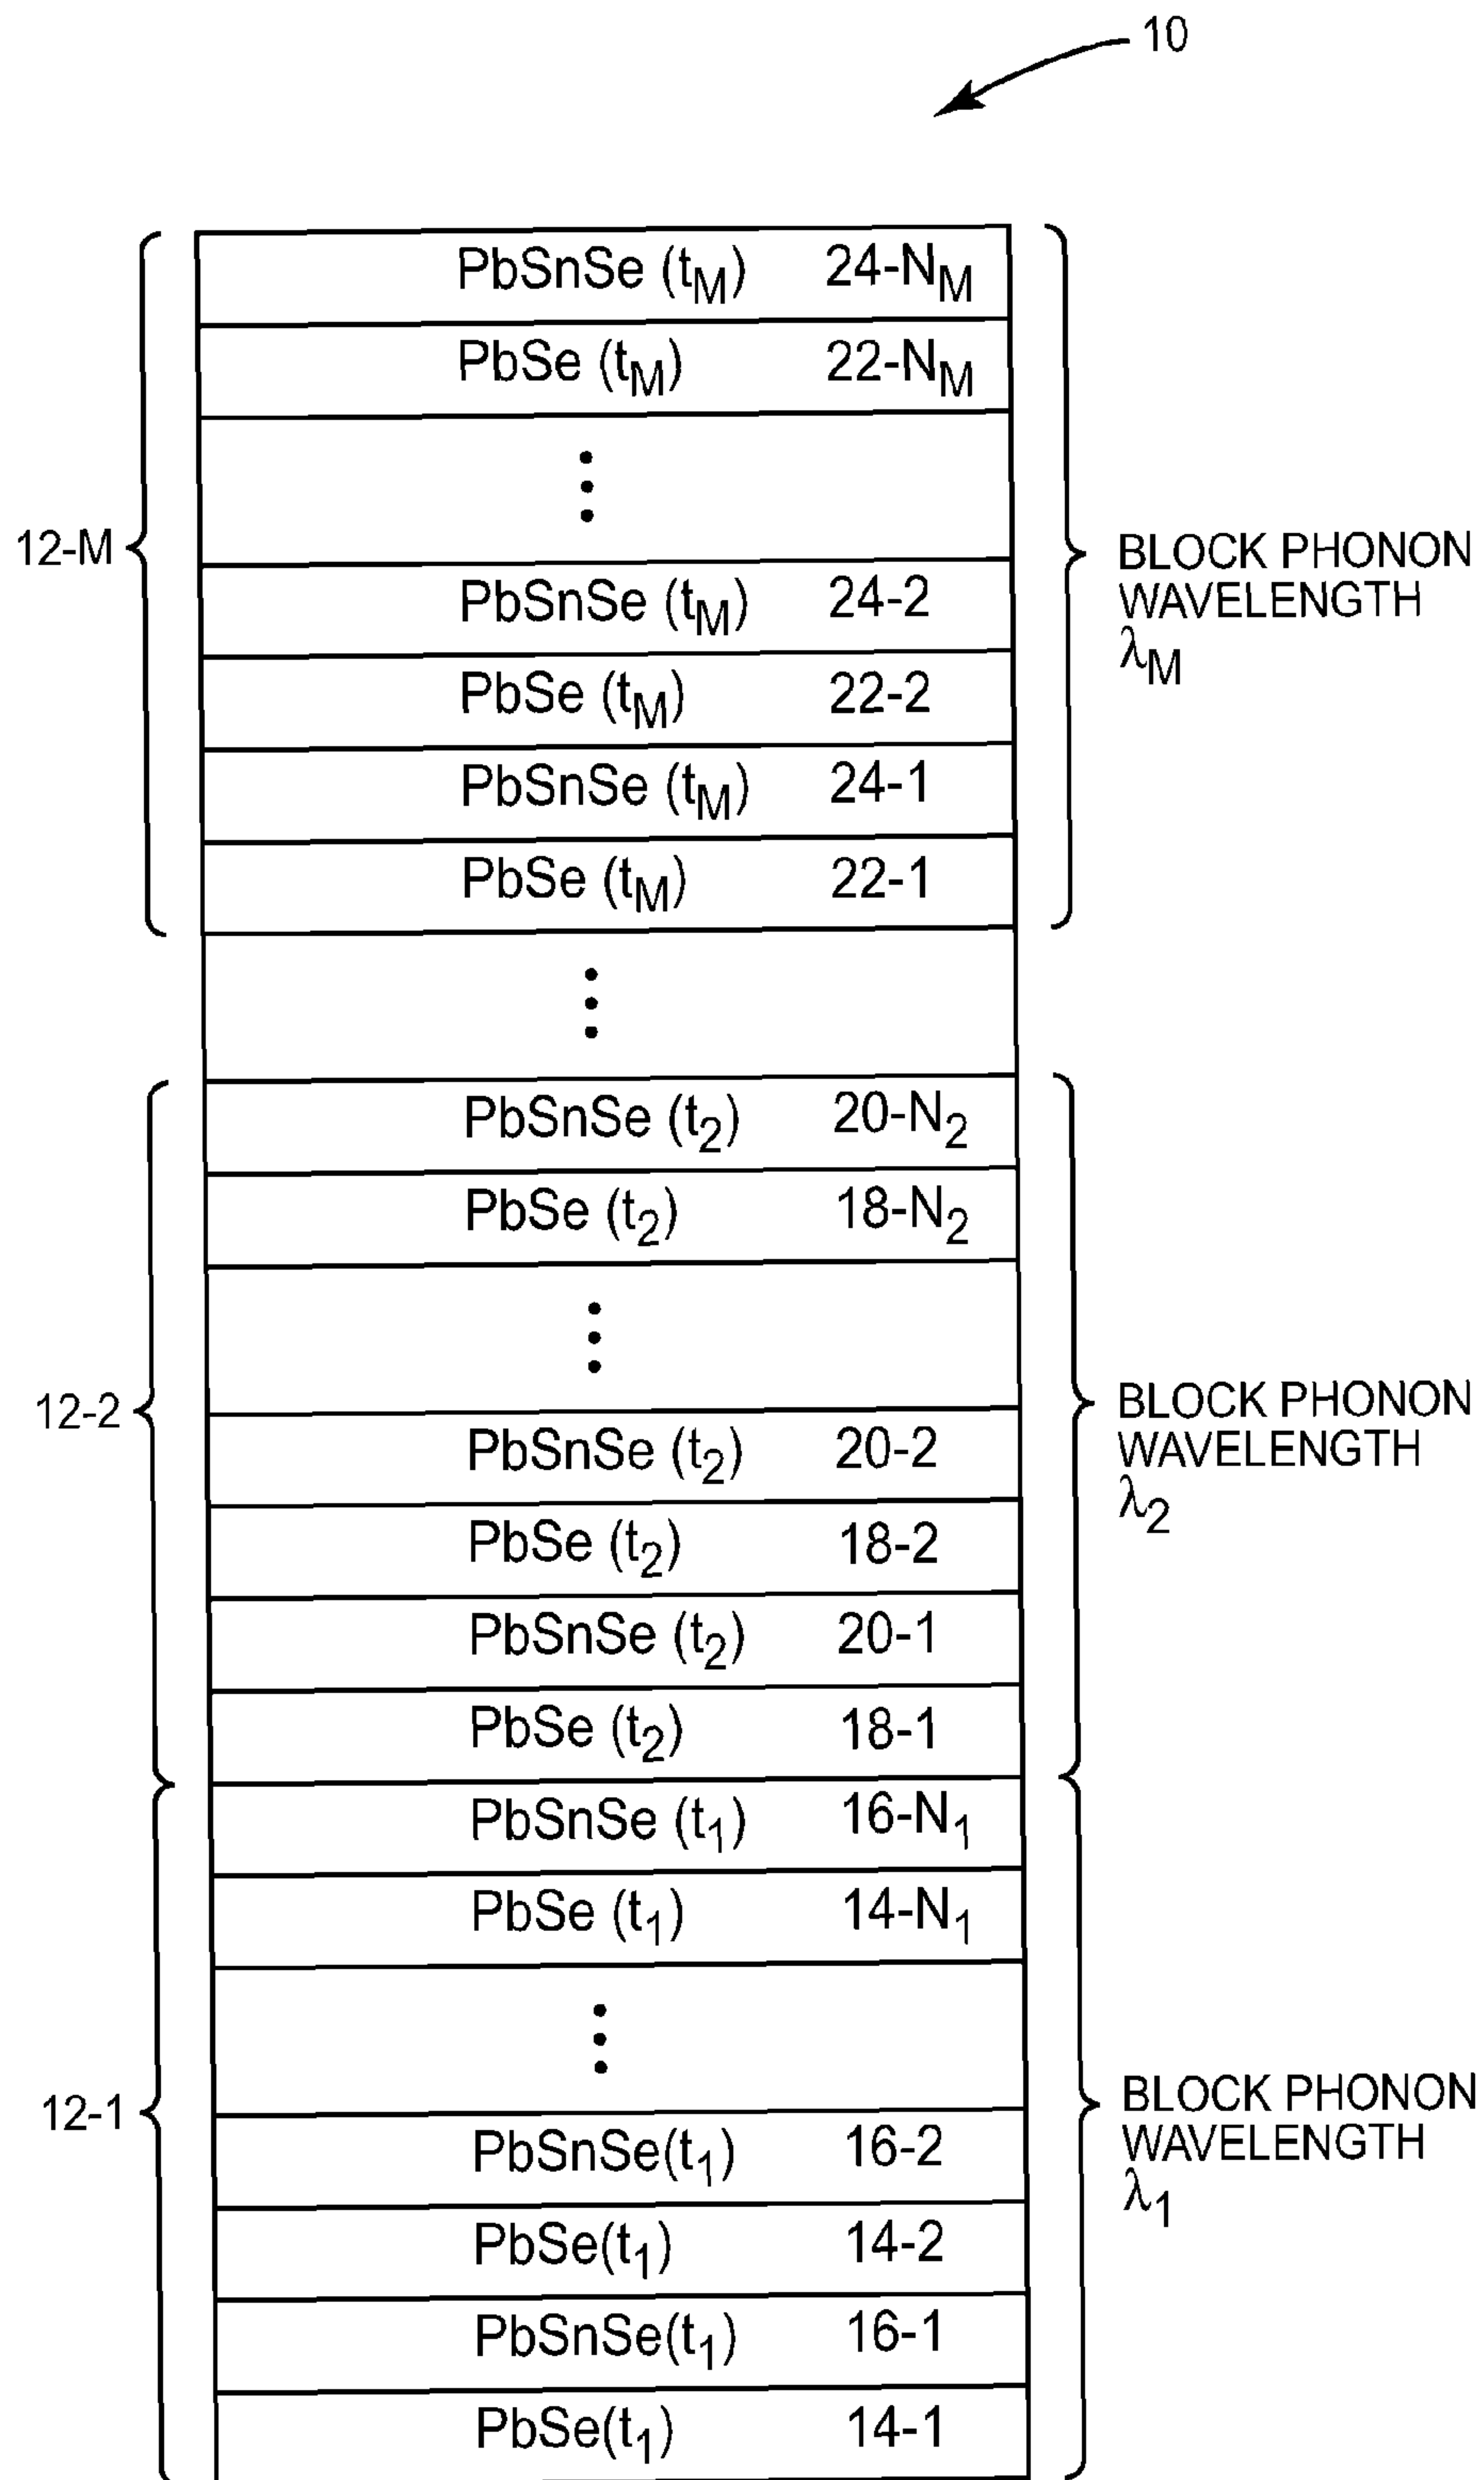 10
PbSnSe (tM) 24-NM
PbSe (tM) 22-NM
12-M
BLOCK PHONON
WAVELENGTH
λM
PbSnSe (tM) 24-2
PbSe (tM) 22-2
PbSnSe (tM) 24-1
PbSe (tM) 22-1
PbSnSe (t2) 20-N2
PbSe (t2) 18-N2
12-2
BLOCK PHONON
WAVELENGTH
λ2
PbSnSe (t2) 20-2
PbSe (t2) 18-2
PbSnSe (t2) 20-1
PbSe (t2) 18-1
PbSnSe (t1) 16-N1
PbSe (t1) 14-N1
12-1
BLOCK PHONON
WAVELENGTH
λ1
PbSnSe(t1) 16-2
PbSe(t1) 14-2
PbSnSe(t1) 16-1
PbSe(t1) 14-1